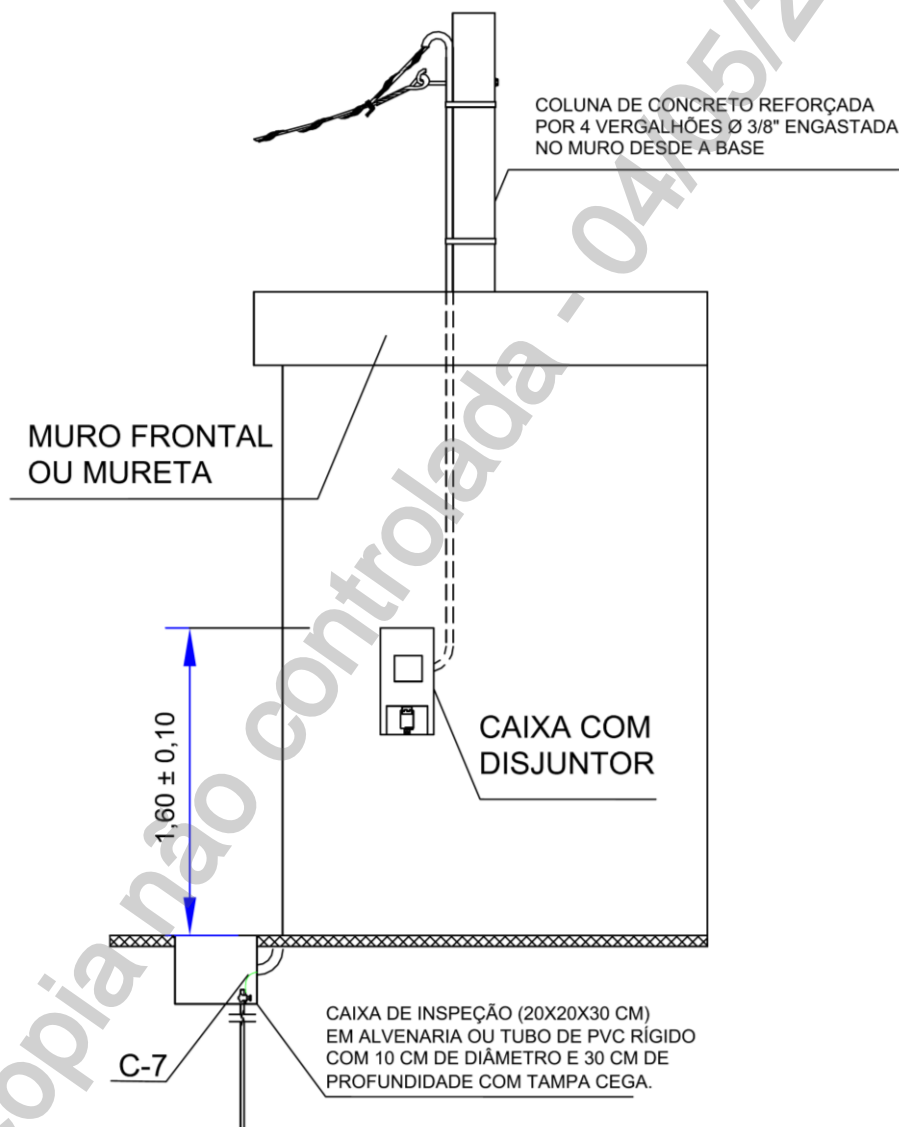 COLUNA DE CONCRETO REFORÇADA
POR 4 VERGALHÕES Ø 3/8" ENGASTADA
NO MURO DESDE A BASE
MURO FRONTAL
OU MURETA
CAIXA COM
DISJUNTOR
1,60 ± 0,10
CAIXA DE INSPEÇÃO (20X20X30 CM)
EM ALVENARIA OU TUBO DE PVC RÍGIDO
COM 10 CM DE DIÂMETRO E 30 CM DE
PROFUNDIDADE COM TAMPA CEGA.
C-7
opia não controlada - 04/05/2